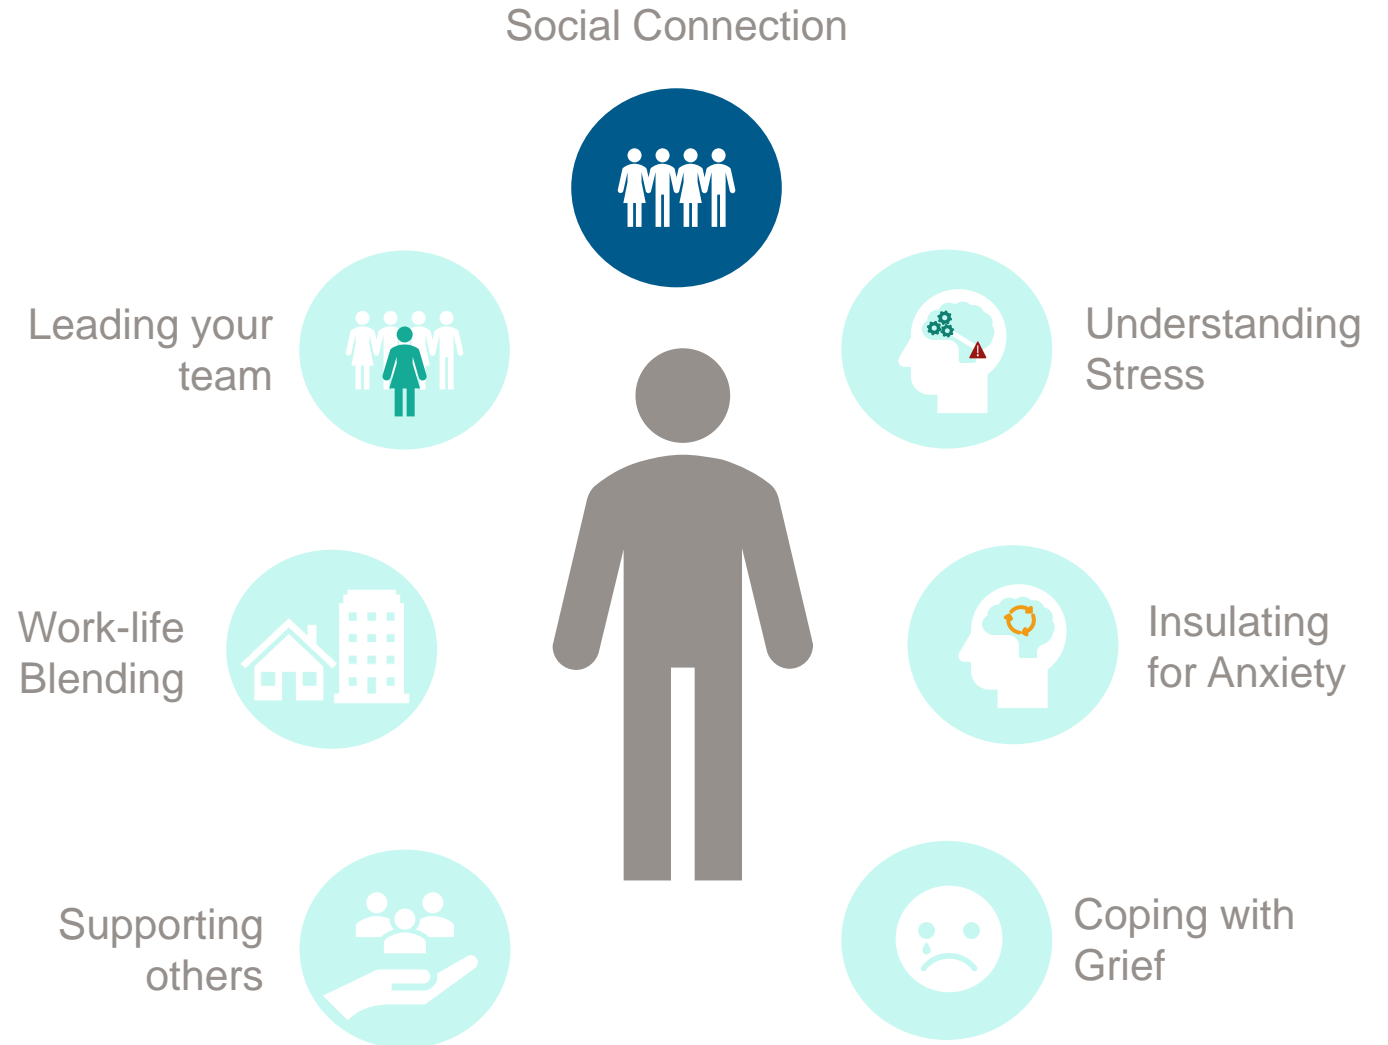 Social Connection
Leading your
team
Understanding
Stress
Work-life
Blending
Insulating
for Anxiety
Supporting
others
Coping with
Grief